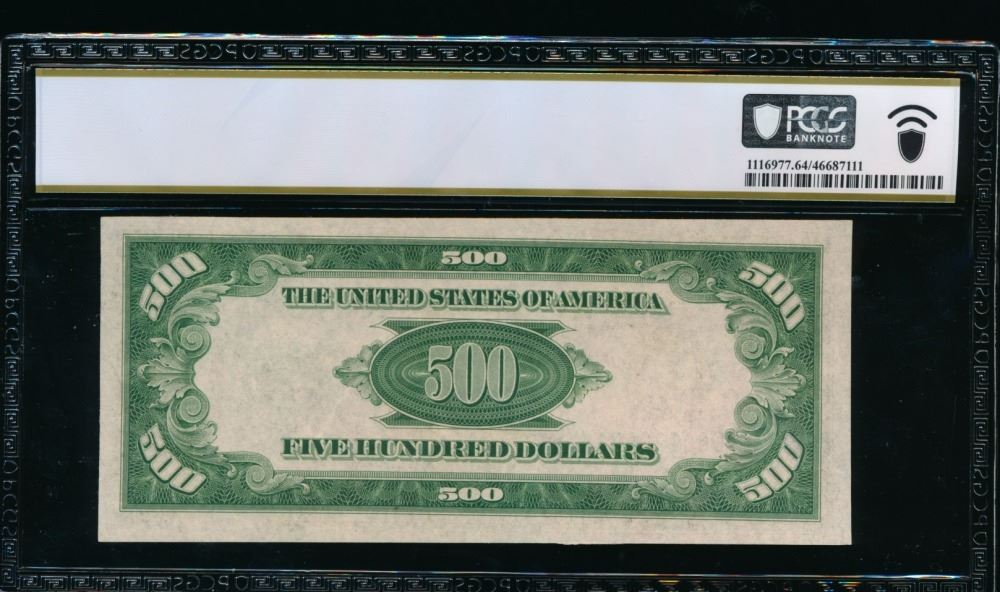 PCGS
BANKNOTE
1116977.64/46687111
500
500 500
THE UNITED STATES OF AMERICA
500
FIVE HUNDRED DOLLARS
500 500
500